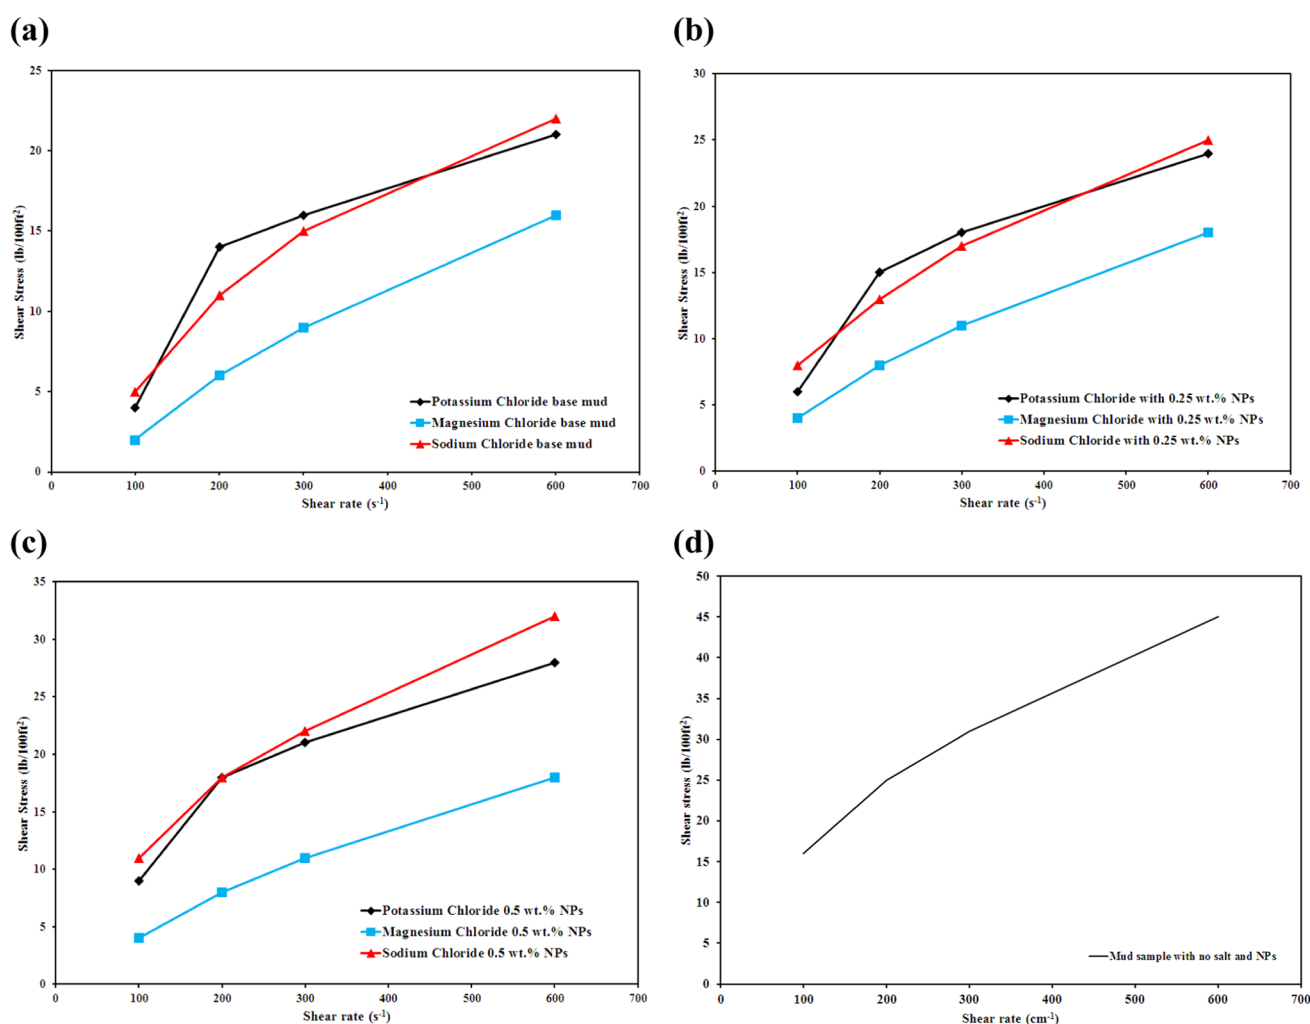 (a)
25
20
15
10
5
0
Shear Stress (lb/100ft²)
Potassium Chloride base mud
Magnesium Chloride base mud
Sodium Chloride base mud
0 100 200 300 400 500 600 700
Shear rate (s⁻¹)
(b)
30
25
20
15
10
5
0
Shear Stress (lb/100ft²)
Potassium Chloride with 0.25 wt.% NPs
Magnesium Chloride with 0.25 wt.% NPs
Sodium Chloride with 0.25 wt.% NPs
0 100 200 300 400 500 600 700
Shear rate (s⁻¹)
(c)
35
30
25
20
15
10
5
0
Shear Stress (lb/100ft²)
Potassium Chloride 0.5 wt.% NPs
Magnesium Chloride 0.5 wt.% NPs
Sodium Chloride 0.5 wt.% NPs
0 100 200 300 400 500 600 700
Shear rate (s⁻¹)
(d)
50
45
40
35
30
25
20
15
10
5
0
Shear stress (lb/100ft²)
Mud sample with no salt and NPs
0 100 200 300 400 500 600 700
Shear rate (cm⁻¹)